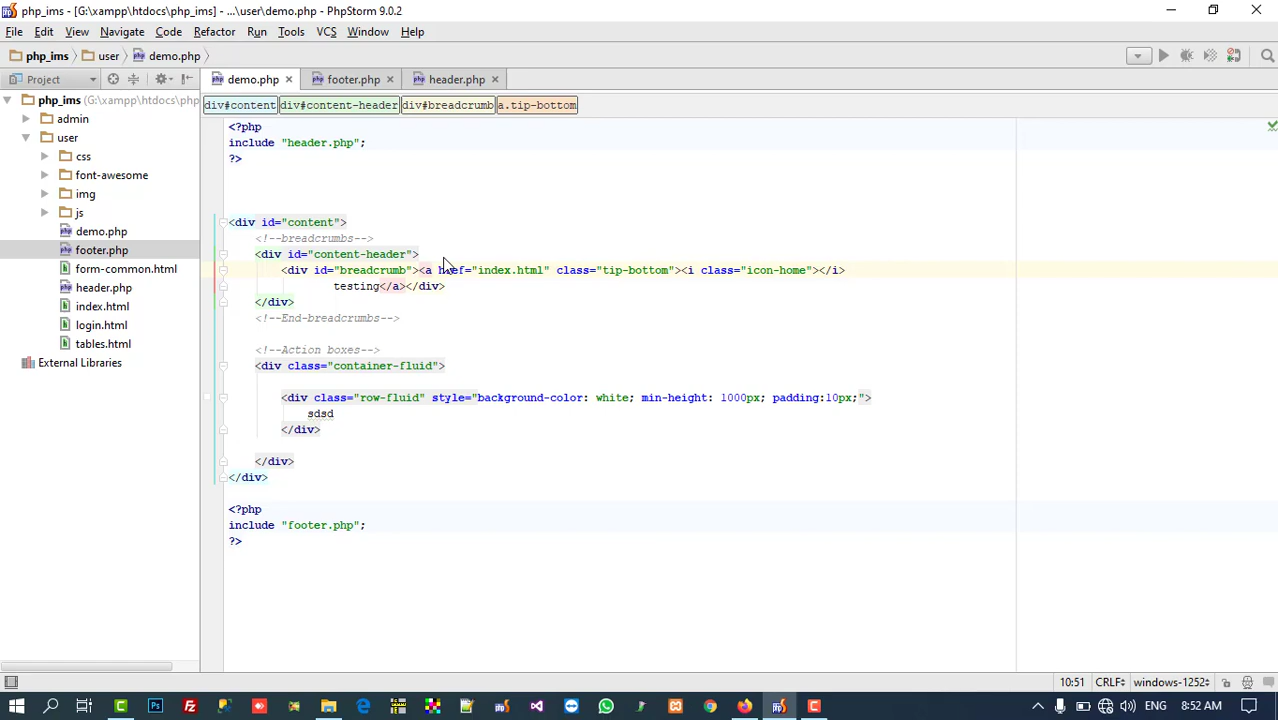 php_ims - [G:\xampp\htdocs\php_ims] - ...\user\demo.php - PhpStorm 9.0.2
File Edit View Navigate Code Refactor Run Tools VCS Window Help
php_ims user demo.php
Project demo.php footer.php header.php
php_ims (G:\xampp\htdocs\php
admin
user
css
font-awesome
img
js
demo.php
footer.php
form-common.html
header.php
index.html
login.html
tables.html
External Libraries
div#content div#content-header div#breadcrumb a.tip-bottom
<?php
include "header.php";
?>
<div id="content">
<!--breadcrumbs-->
<div id="content-header">
<div id="breadcrumb"><a href="index.html" class="tip-bottom"><i class="icon-home"></i>
testing</a></div>
</div>
<!--End-breadcrumbs-->
<!--Action boxes-->
<div class="container-fluid">
<div class="row-fluid" style="background-color: white; min-height: 1000px; padding:10px;">
sdsd
</div>
</div>
</div>
<?php
include "footer.php";
?>
10:51 CRLF windows-1252
ENG 8:52 AM